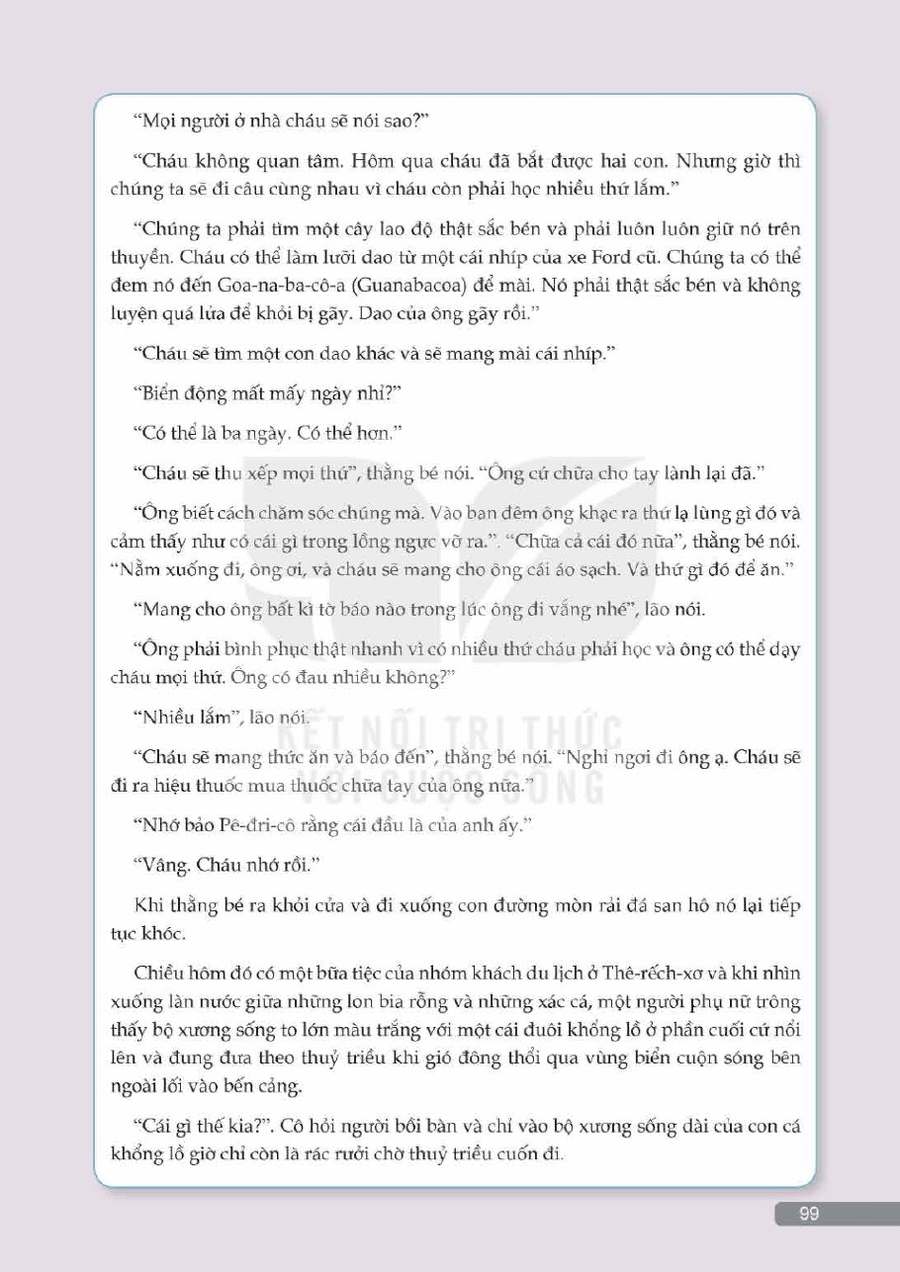 “Mọi người ở nhà cháu sẽ nói sao?”
“Cháu không quan tâm. Hôm qua cháu đã bắt được hai con. Nhưng giờ thì
chúng ta sẽ đi câu cùng nhau vì cháu còn phải học nhiều thứ lắm.”
“Chúng ta phải tìm một cây lao độ thật sắc bén và phải luôn luôn giữ nó trên
thuyền. Cháu có thể làm lưỡi dao từ một cái nhíp của xe Ford cũ. Chúng ta có thể
đem nó đến Goa-na-ba-cô-a (Guanabacoa) để mài. Nó phải thật sắc bén và không
luyện quá lửa để khỏi bị gãy. Dao của ông gãy rồi.”
“Cháu sẽ tìm một con dao khác và sẽ mang mài cái nhíp.”
“Biển động mất mấy ngày nhỉ?”
“Có thể là ba ngày. Có thể hơn.”
“Cháu sẽ thu xếp mọi thứ”, thằng bé nói. “Ông cứ chữa cho tay lành lại đã.”
“Ông biết cách chăm sóc chúng mà. Vào ban đêm ông khạc ra thứ lạ lùng gì đó và
cảm thấy như có cái gì trong lồng ngực vỡ ra.”. “Chữa cả cái đó nữa”, thằng bé nói.
“Nằm xuống đi, ông ơi, và cháu sẽ mang cho ông cái áo sạch. Và thứ gì đó để ăn.”
“Mang cho ông bất kì tờ báo nào trong lúc ông đi vắng nhé”, lão nói.
“Ông phải bình phục thật nhanh vì có nhiều thứ cháu phải học và ông có thể dạy
cháu mọi thứ. Ông có đau nhiều không?”
“Nhiều lắm”, lão nói.
KẾT NỐI TRI THỨC
“Cháu sẽ mang thức ăn và báo đến”, thằng bé nói. “Nghỉ ngơi đi ông ạ. Cháu sẽ
VỚI CUỘC SỐNG
đi ra hiệu thuốc mua thuốc chữa tay của ông nữa.”
“Nhớ bảo Pê-đri-cô rằng cái đầu là của anh ấy.”
“Vâng. Cháu nhớ rồi.”
Khi thằng bé ra khỏi cửa và đi xuống con đường mòn rải đá san hô nó lại tiếp
tục khóc.
Chiều hôm đó có một bữa tiệc của nhóm khách du lịch ở Thê-rếch-xơ và khi nhìn
xuống làn nước giữa những lon bia rỗng và những xác cá, một người phụ nữ trông
thấy bộ xương sống to lớn màu trắng với một cái đuôi khổng lồ ở phần cuối cứ nổi
lên và đung đưa theo thuỷ triều khi gió đông thổi qua vùng biển cuộn sóng bên
ngoài lối vào bến cảng.
“Cái gì thế kia?”. Cô hỏi người bồi bàn và chỉ vào bộ xương sống dài của con cá
khổng lồ giờ chỉ còn là rác rưởi chờ thuỷ triều cuốn đi.
99